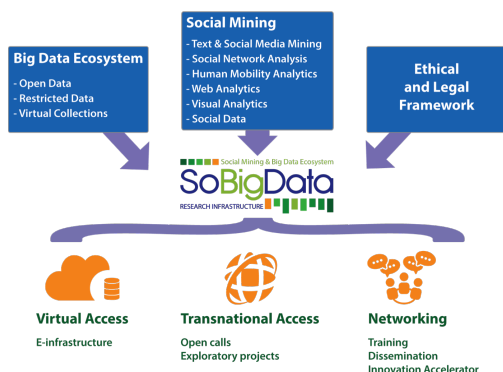 Big Data Ecosystem
- Open Data
- Restricted Data
- Virtual Collections
Social Mining
- Text & Social Media Mining
- Social Network Analysis
- Human Mobility Analytics
- Web Analytics
- Visual Analytics
- Social Data
Ethical
and Legal
Framework
Social Mining & Big Data Ecosystem
SoBigData
RESEARCH INFRASTRUCTURE
Virtual Access
E-infrastructure
Transnational Access
Open calls
Exploratory projects
Networking
Training
Dissemination
Innovation Accelerator